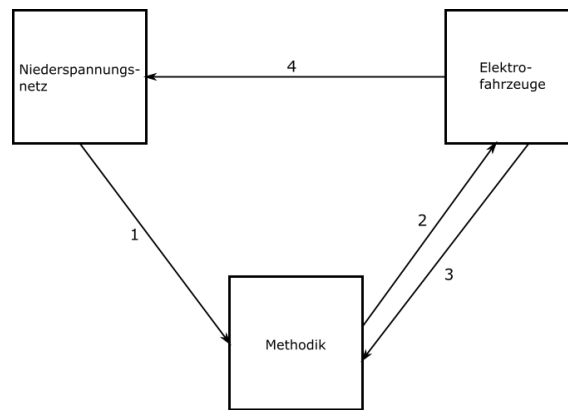 Niederspannungs-
netz
4
Elektro-
fahrzeuge
1
2
3
Methodik